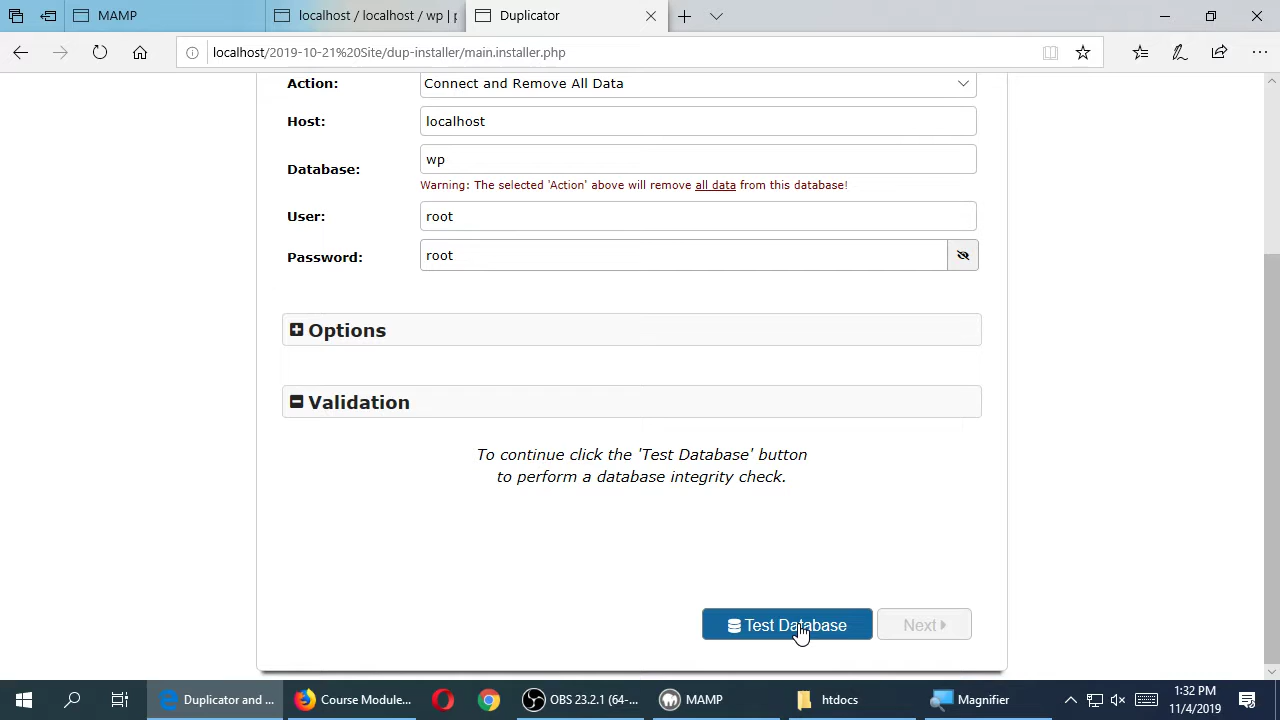 MAMP
localhost / localhost / wp | p
Duplicator
localhost/2019-10-21%20Site/dup-installer/main.installer.php
Action:
Connect and Remove All Data
Host:
localhost
Database:
wp
Warning: The selected 'Action' above will remove all data from this database!
User:
root
Password:
root
Options
Validation
To continue click the 'Test Database' button
to perform a database integrity check.
Test Database
Next
Duplicator and ...
Course Module...
OBS 23.2.1 (64-...
MAMP
htdocs
Magnifier
1:32 PM
11/4/2019